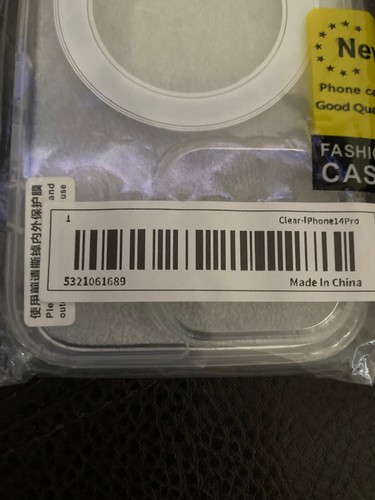 New
Phone ca
Good Qua
FASHIO
CAS
使用前请撕掉内外保护膜
Ple and
out use
1
Clear-iPhone14Pro
5321061689
Made In China